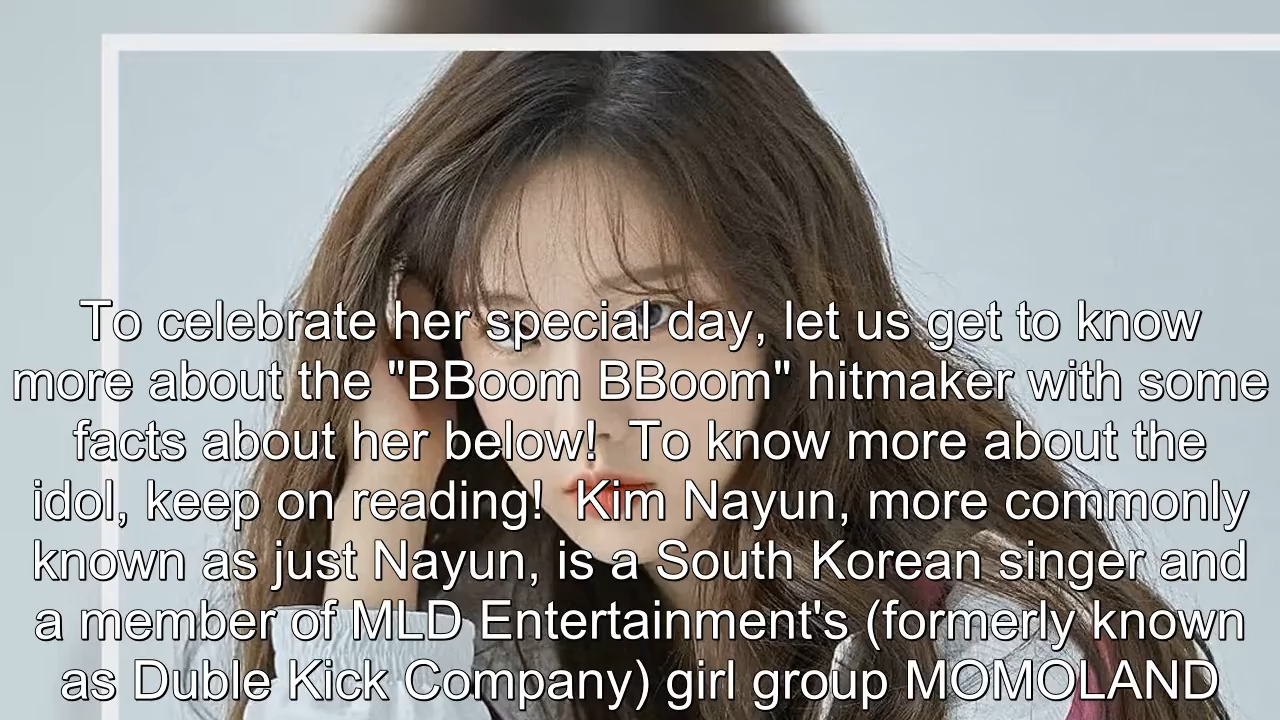 To celebrate her special day, let us get to know
more about the "BBoom BBoom" hitmaker with some
facts about her below!  To know more about the
idol, keep on reading!  Kim Nayun, more commonly
known as just Nayun, is a South Korean singer and
a member of MLD Entertainment's (formerly known
as Duble Kick Company) girl group MOMOLAND